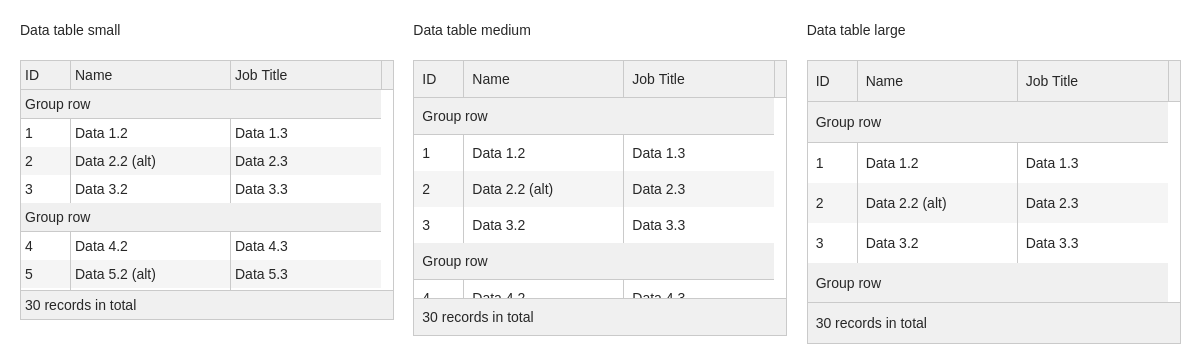 Data table small
ID Name Job Title
Group row
1 Data 1.2 Data 1.3
2 Data 2.2 (alt) Data 2.3
3 Data 3.2 Data 3.3
Group row
4 Data 4.2 Data 4.3
5 Data 5.2 (alt) Data 5.3
30 records in total
Data table medium
ID Name Job Title
Group row
1 Data 1.2 Data 1.3
2 Data 2.2 (alt) Data 2.3
3 Data 3.2 Data 3.3
Group row
4 Data 4.2 Data 4.3
30 records in total
Data table large
ID Name Job Title
Group row
1 Data 1.2 Data 1.3
2 Data 2.2 (alt) Data 2.3
3 Data 3.2 Data 3.3
Group row
30 records in total